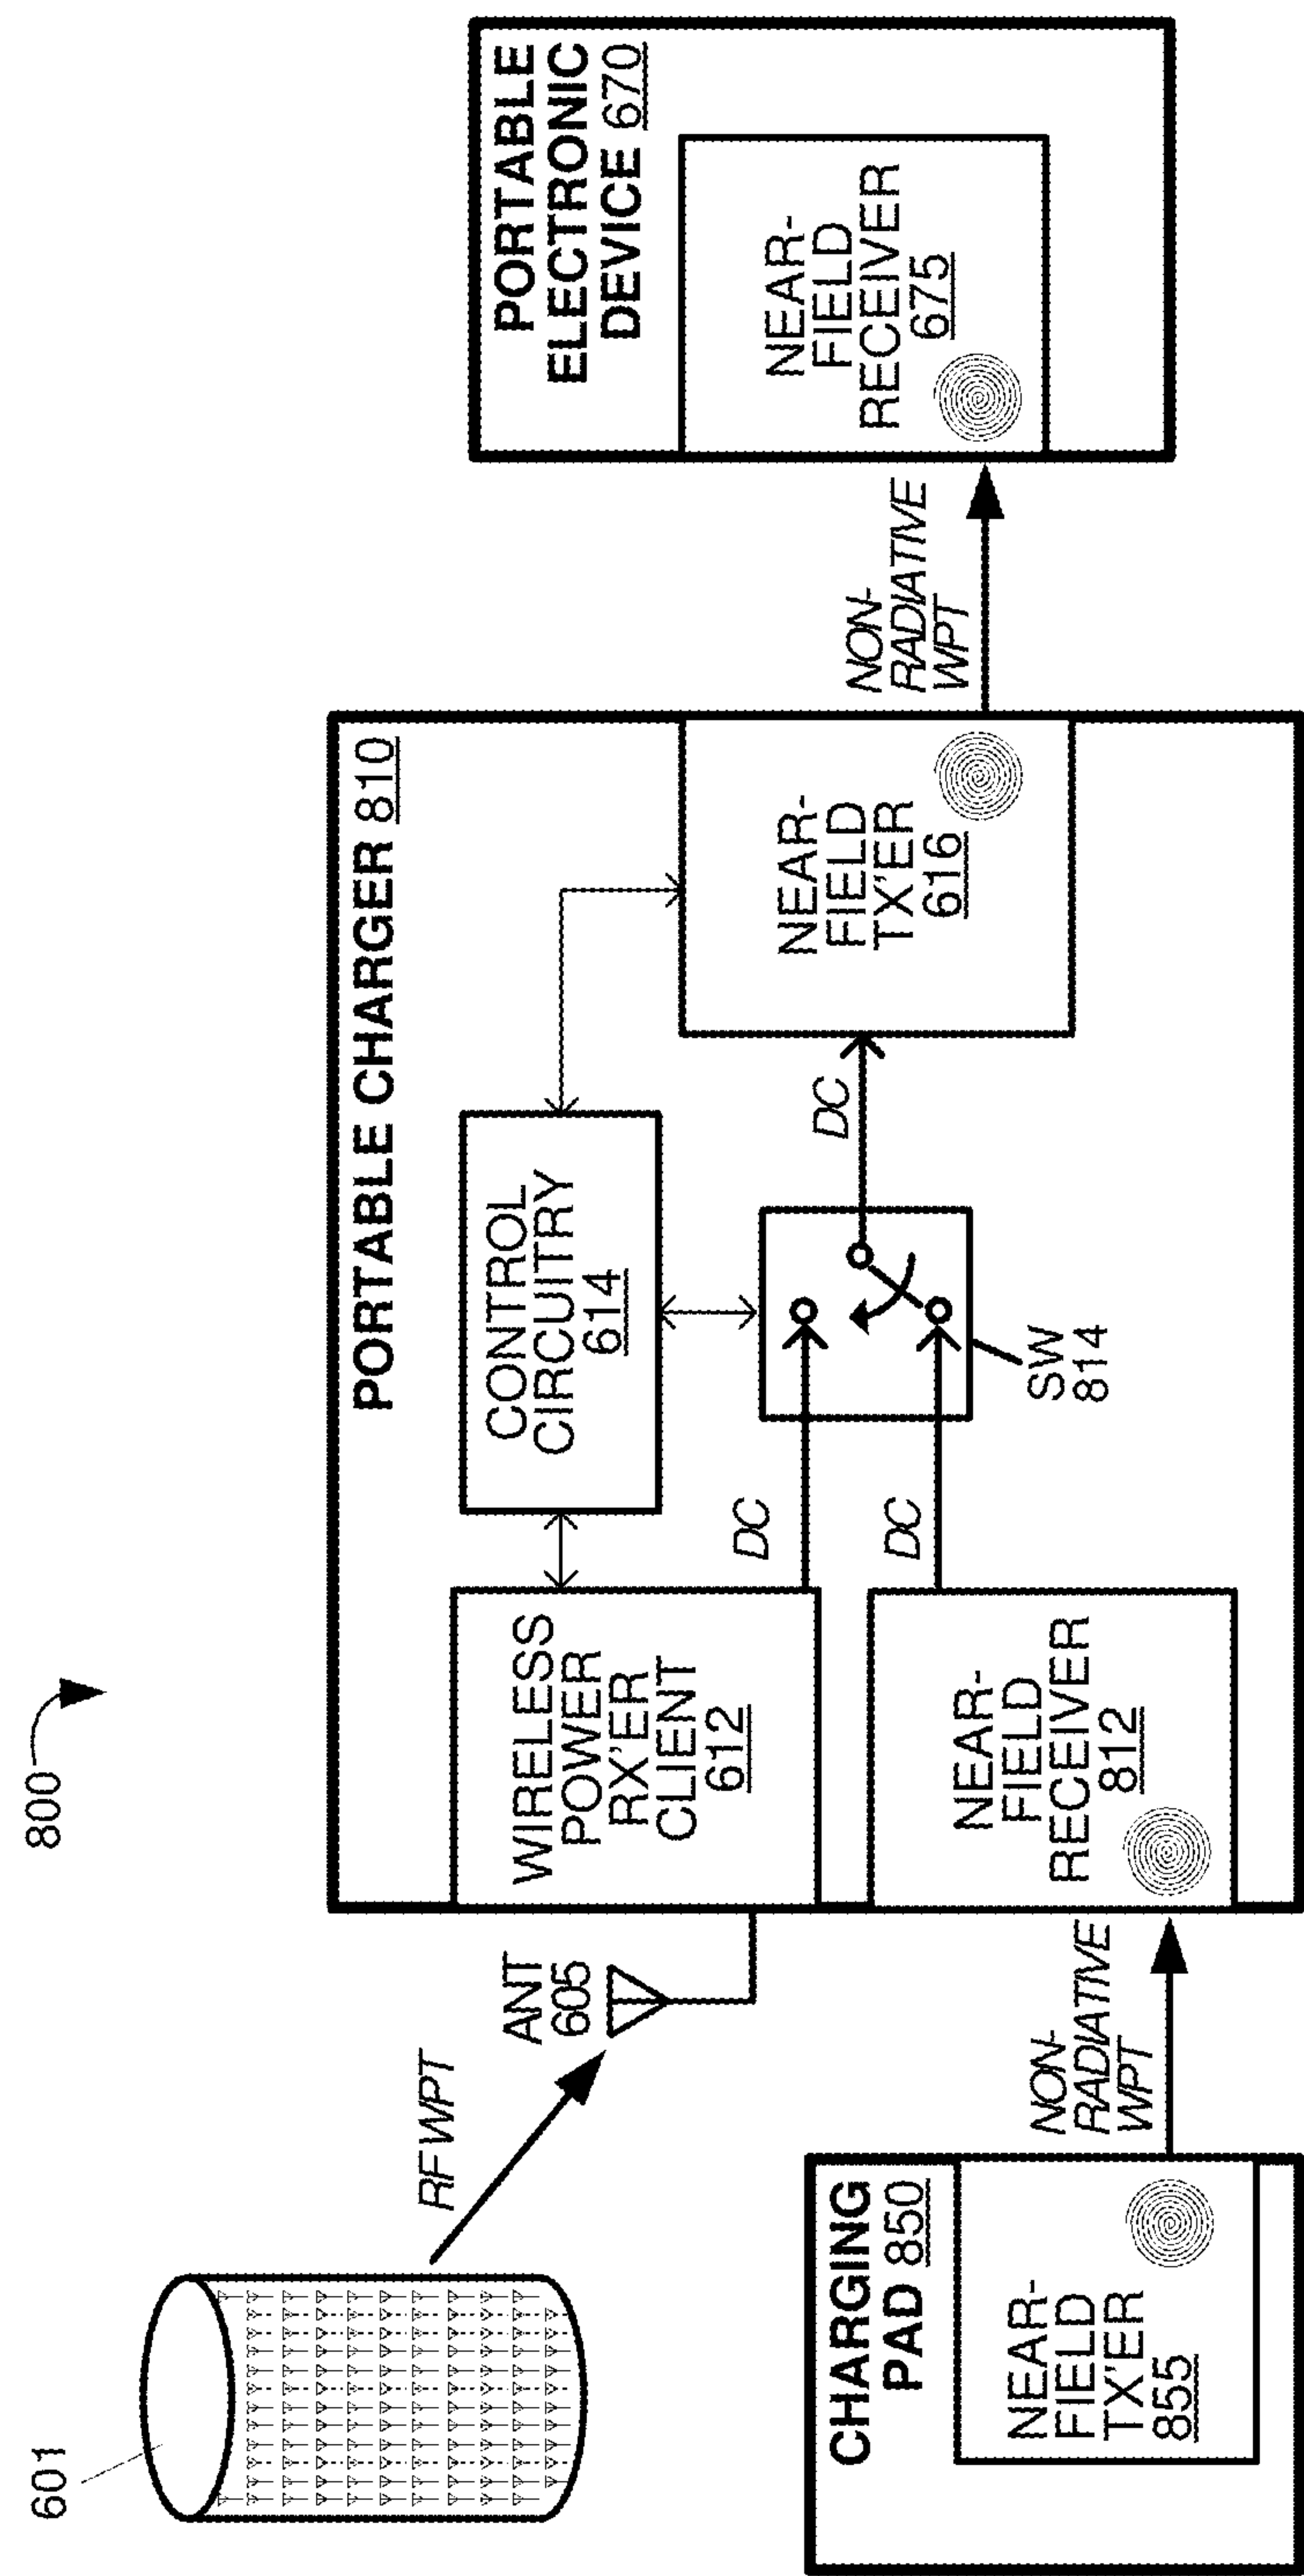 800
601
RF WPT
ANT
605
CHARGING
PAD 850
NEAR-
FIELD
TX'ER
855
NON-
RADIATIVE
WPT
PORTABLE CHARGER 810
WIRELESS
POWER
RX'ER
CLIENT
612
CONTROL
CIRCUITRY
614
NEAR-
FIELD
RECEIVER
812
DC
DC
SW
814
DC
NEAR-
FIELD
TX'ER
616
NON-
RADIATIVE
WPT
PORTABLE
ELECTRONIC
DEVICE 670
NEAR-
FIELD
RECEIVER
675